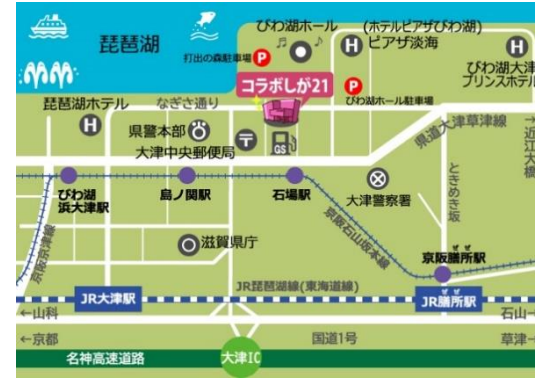 琵琶湖
びわ湖ホール
(ホテルピアザびわ湖)
ピアザ淡海
H
打出の森駐車場
P
H
びわ湖大津
プリンスホテル
コラボしが21
P
びわ湖ホール駐車場
琵琶湖ホテル
なぎさ通り
H
県警本部
大津中央郵便局
GS
県道大津草津線
→近江大橋
びわ湖
浜大津駅
島ノ関駅
石場駅
大津警察署
ときめき坂
京阪京津線
滋賀県庁
京阪石山坂本線
ぜぜ
京阪膳所駅
JR大津駅
JR琵琶湖線(東海道線)
ぜぜ
JR膳所駅
←山科
石山→
←京都
国道1号
草津→
名神高速道路
大津IC